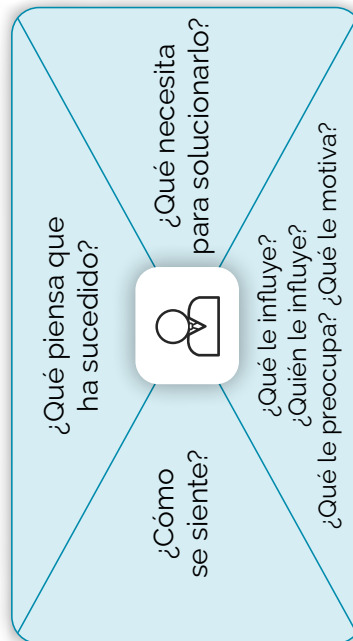 ¿Qué piensa que
ha sucedido?
¿Cómo
se siente?
¿Qué necesita
para solucionarlo?
¿Qué le influye?
¿Quién le influye?
¿Qué le preocupa? ¿Qué le motiva?